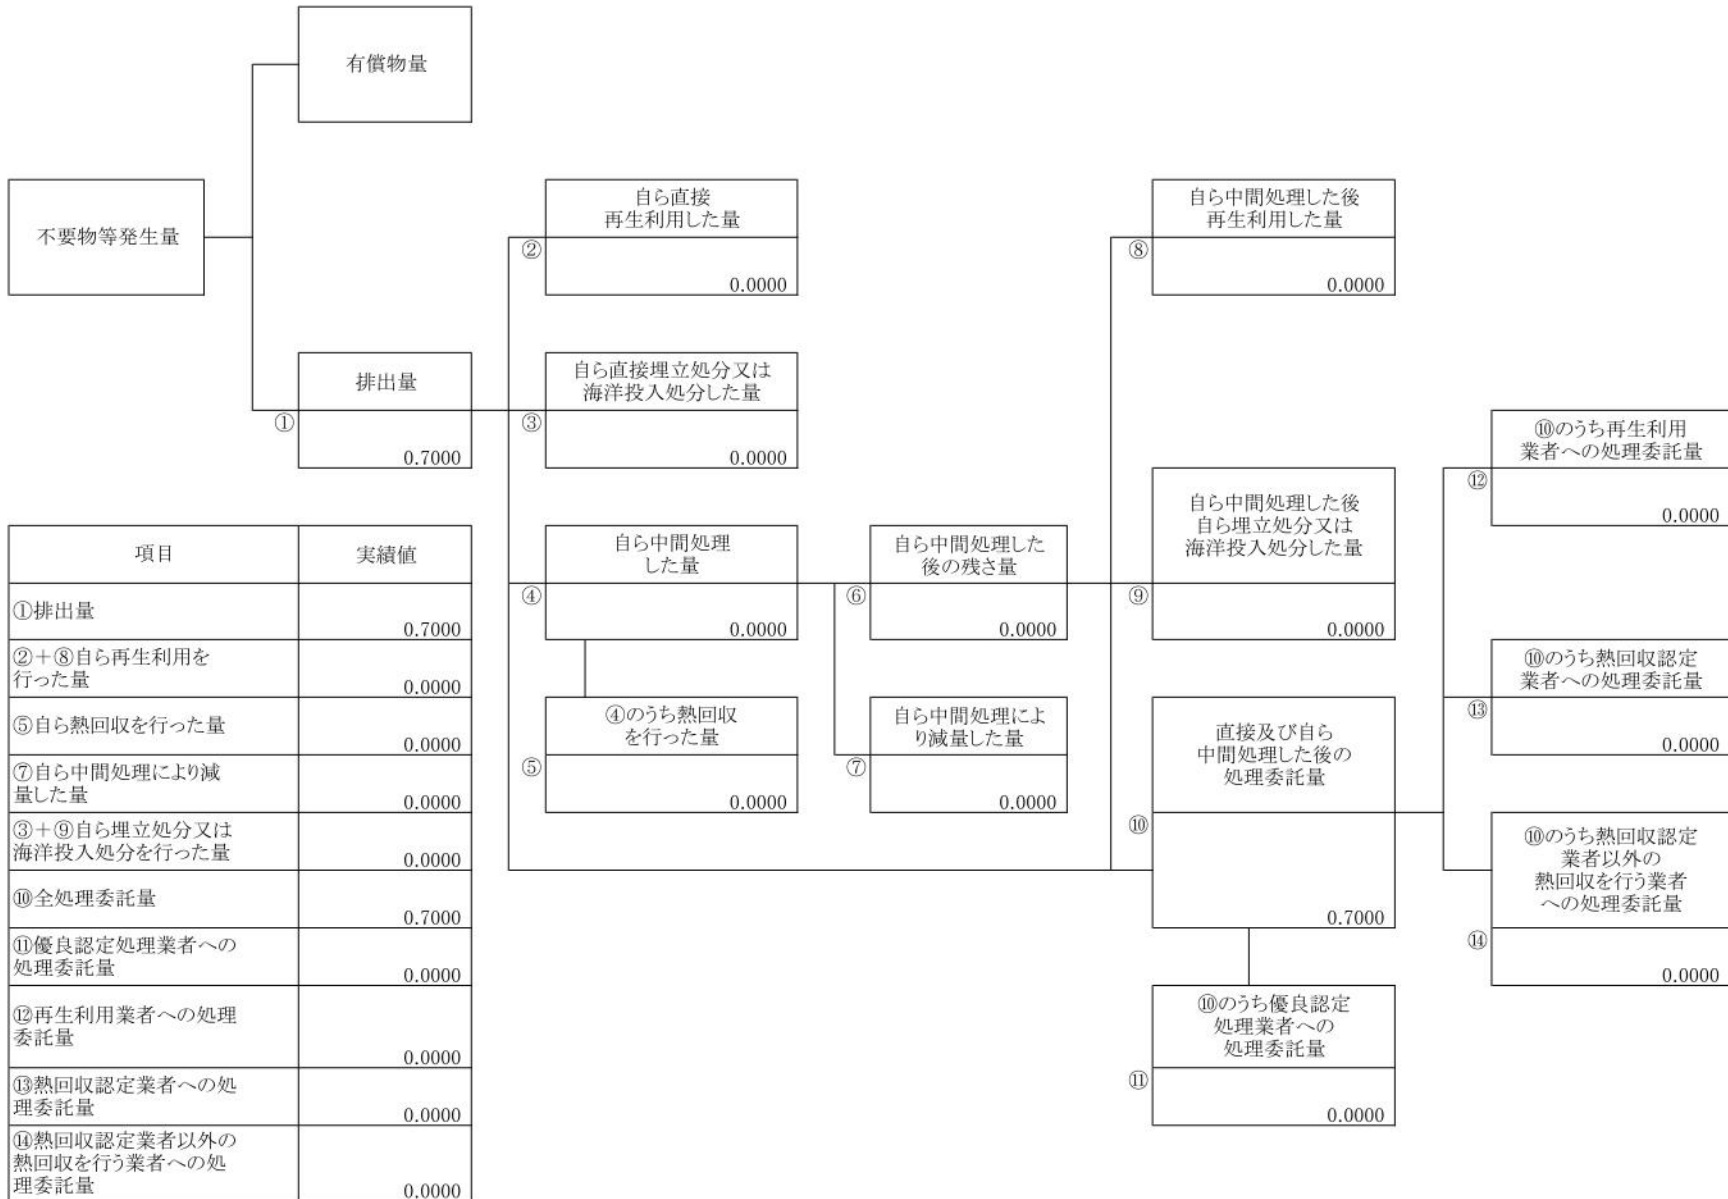 有償物量
不要物等発生量
自ら直接
再生利用した量
②
0.0000
自ら中間処理した後
再生利用した量
⑧
0.0000
排出量
①
0.7000
自ら直接埋立処分又は
海洋投入処分した量
③
0.0000
⑩のうち再生利用
業者への処理委託量
⑫
0.0000
自ら中間処理
した量
④
0.0000
自ら中間処理した
後の残さ量
⑥
0.0000
自ら中間処理した後
自ら埋立処分又は
海洋投入処分した量
⑨
0.0000
⑩のうち熱回収認定
業者への処理委託量
⑬
0.0000
④のうち熱回収
を行った量
⑤
0.0000
自ら中間処理によ
り減量した量
⑦
0.0000
直接及び自ら
中間処理した後の
処理委託量
⑩
0.7000
⑩のうち熱回収認定
業者以外の
熱回収を行う業者
への処理委託量
⑭
0.0000
⑩のうち優良認定
処理業者への
処理委託量
⑪
0.0000
項目
実績値
①排出量
0.7000
②+⑧自ら再生利用を
行った量
0.0000
⑤自ら熱回収を行った量
0.0000
⑦自ら中間処理により減
量した量
0.0000
③+⑨自ら埋立処分又は
海洋投入処分を行った量
0.0000
⑩全処理委託量
0.7000
⑪優良認定処理業者への
処理委託量
0.0000
⑫再生利用業者への処理
委託量
0.0000
⑬熱回収認定業者への処
理委託量
0.0000
⑭熱回収認定業者以外の
熱回収を行う業者への処
理委託量
0.0000